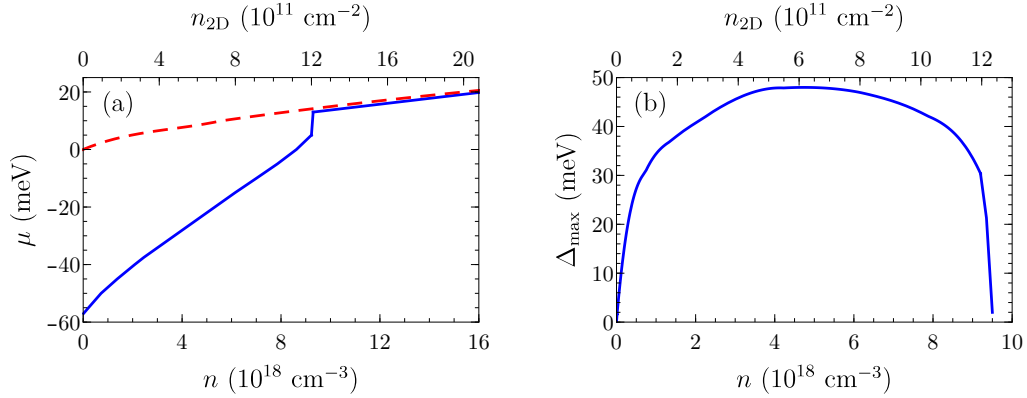 n2D (10^11 cm^−2)
0 4 8 12 16 20
20
0
−20
−40
−60
μ (meV)
(a)
0 4 8 12 16
n (10^18 cm^−3)
n2D (10^11 cm^−2)
0 2 4 6 8 10 12
50
40
30
20
10
0
Δmax (meV)
(b)
0 2 4 6 8 10
n (10^18 cm^−3)